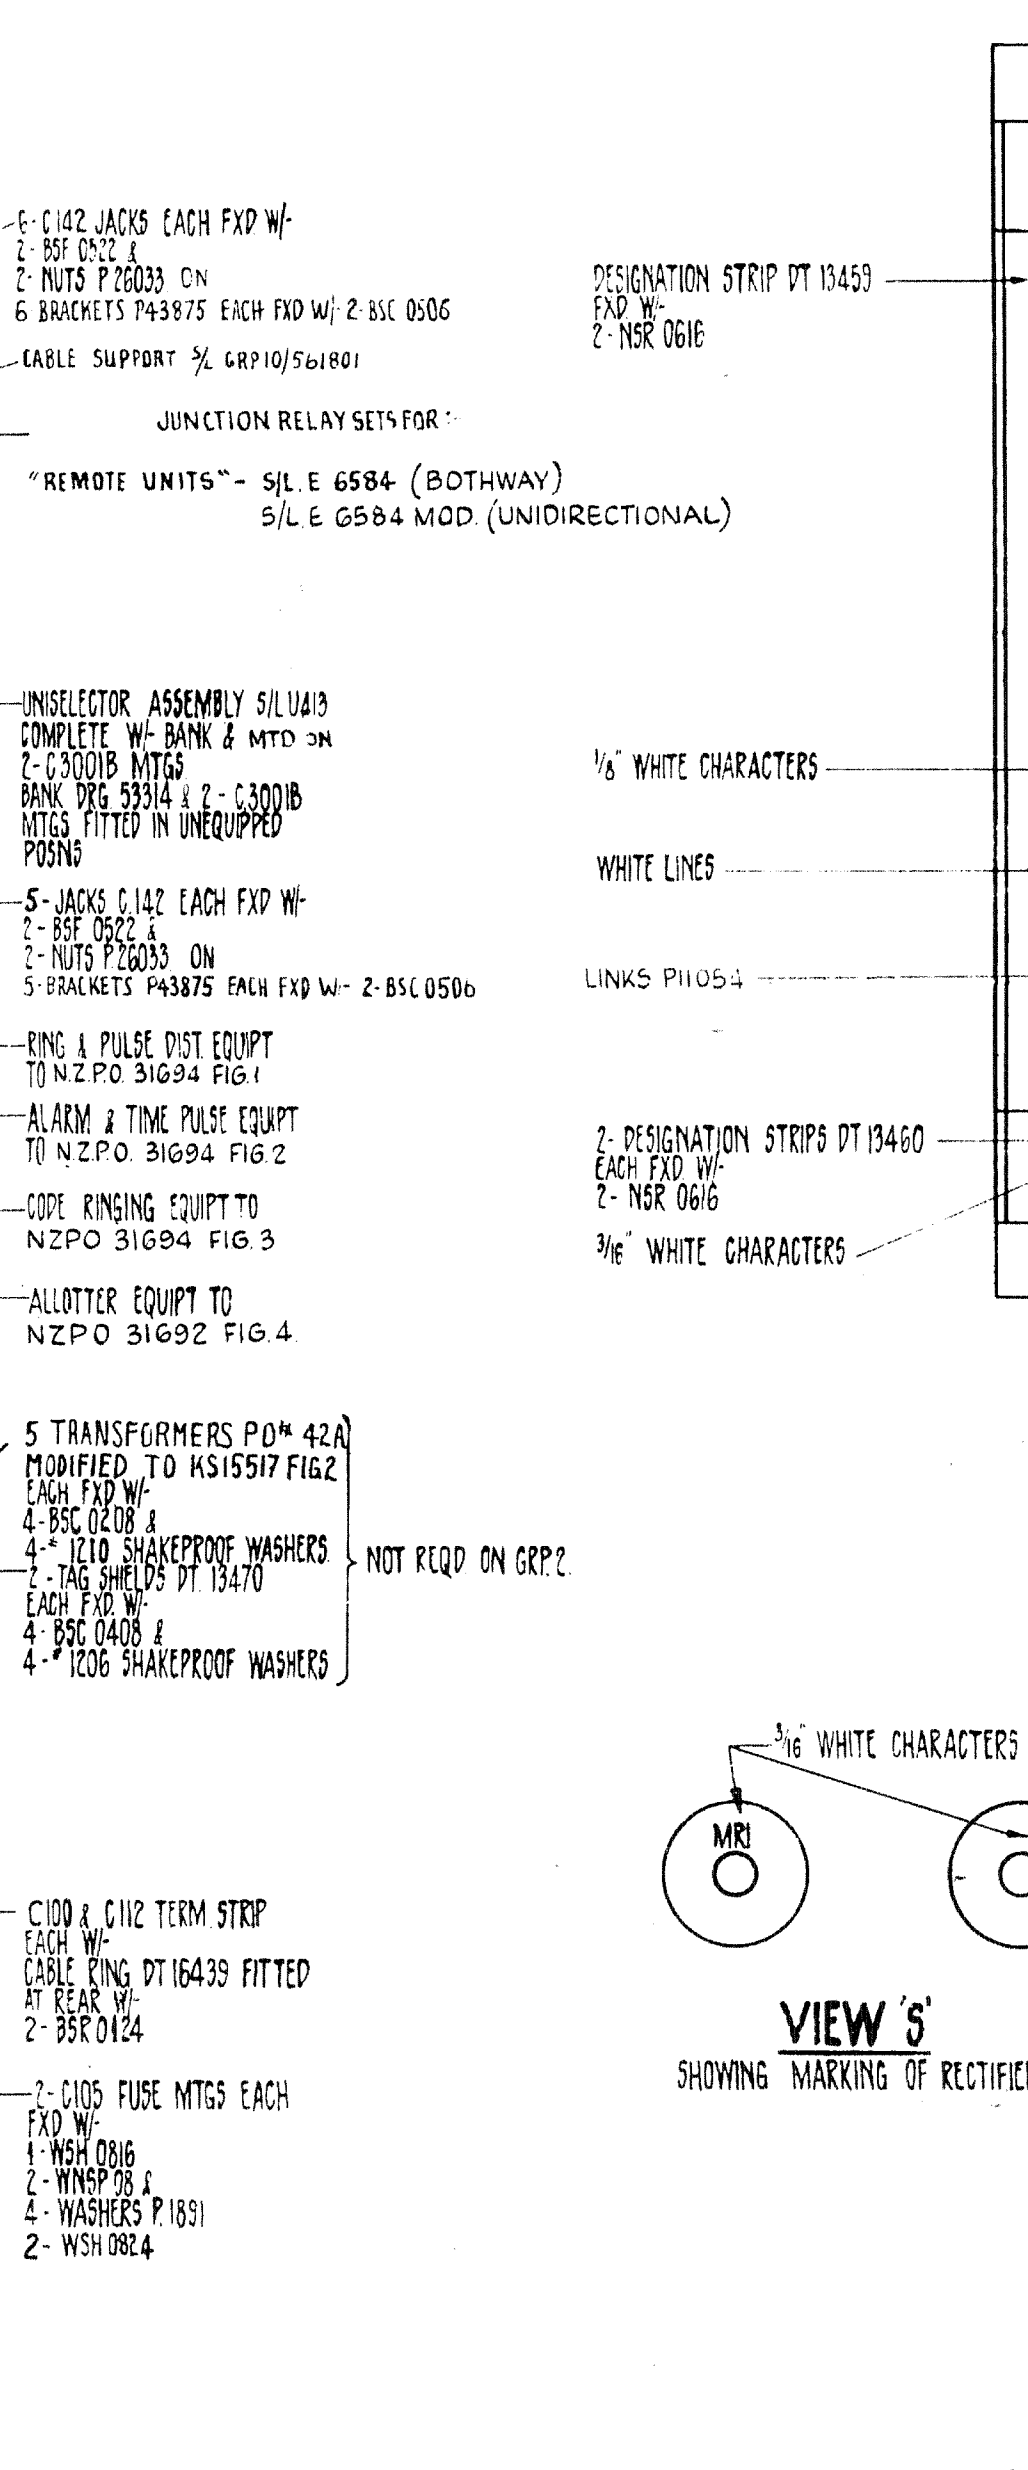 6-C142 JACKS EACH FXD W/-
2-BSF 0522 &
2-NUTS P26033 ON
6 BRACKETS P43875 EACH FXD W/- 2-BSC 0506
CABLE SUPPORT S/L GRP10/561801
JUNCTION RELAY SETS FOR:-
"REMOTE UNITS" - S/L.E 6584 (BOTHWAY)
S/L.E 6584 MOD. (UNIDIRECTIONAL)
UNISELECTOR ASSEMBLY S/L U413
COMPLETE W/- BANK & MTD ON
2-C3001B MTGS
BANK DRG 53314 & 2-C3001B
MTGS FITTED IN UNEQUIPPED
POSNS
5-JACKS C.142 EACH FXD W/-
2-BSF 0522 &
2-NUTS P.26033 ON
5-BRACKETS P43875 EACH FXD W/- 2-BSC 0506
RING & PULSE DIST. EQUIPT
TO N.Z.P.O. 31694 FIG.1
ALARM & TIME PULSE EQUIPT
TO N.Z.P.O. 31694 FIG.2
CODE RINGING EQUIPT TO
NZPO 31694 FIG.3
ALLOTTER EQUIPT TO
NZPO 31692 FIG.4.
5 TRANSFORMERS PO# 42A
MODIFIED TO KS15517 FIG2
EACH FXD W/-
4-BSC 0208 &
4-# 1210 SHAKEPROOF WASHERS.
2-TAG SHIELDS DT. 13470
EACH FXD. W/-
4-BSC 0408 &
4-# 1206 SHAKEPROOF WASHERS
NOT REQD ON GRP.2.
C100 & C112 TERM. STRIP
EACH W/-
CABLE RING DT 16439 FITTED
AT REAR W/-
2-BSR 0124
2-C105 FUSE MTGS EACH
FXD W/-
1-WSH 0816
2-WNSP 08 &
4-WASHERS P.1891
2-WSH 0824
DESIGNATION STRIP DT 13459
FXD. W/-
2-NSR 0616
1/8" WHITE CHARACTERS
WHITE LINES
LINKS P11054
2-DESIGNATION STRIPS DT 13460
EACH FXD. W/-
2-NSR 0616
3/16" WHITE CHARACTERS
3/16" WHITE CHARACTERS
MR1
VIEW 'S'
SHOWING MARKING OF RECTIFIE